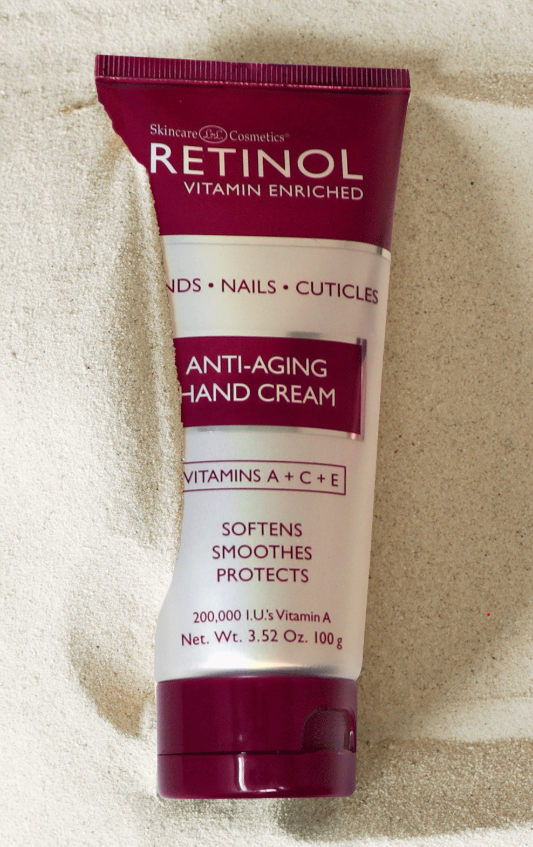 Skincare L&L Cosmetics®
RETINOL
VITAMIN ENRICHED
NDS • NAILS • CUTICLES
ANTI-AGING
HAND CREAM
VITAMINS A + C + E
SOFTENS
SMOOTHES
PROTECTS
200,000 I.U.'s Vitamin A
Net. Wt. 3.52 Oz. 100 g